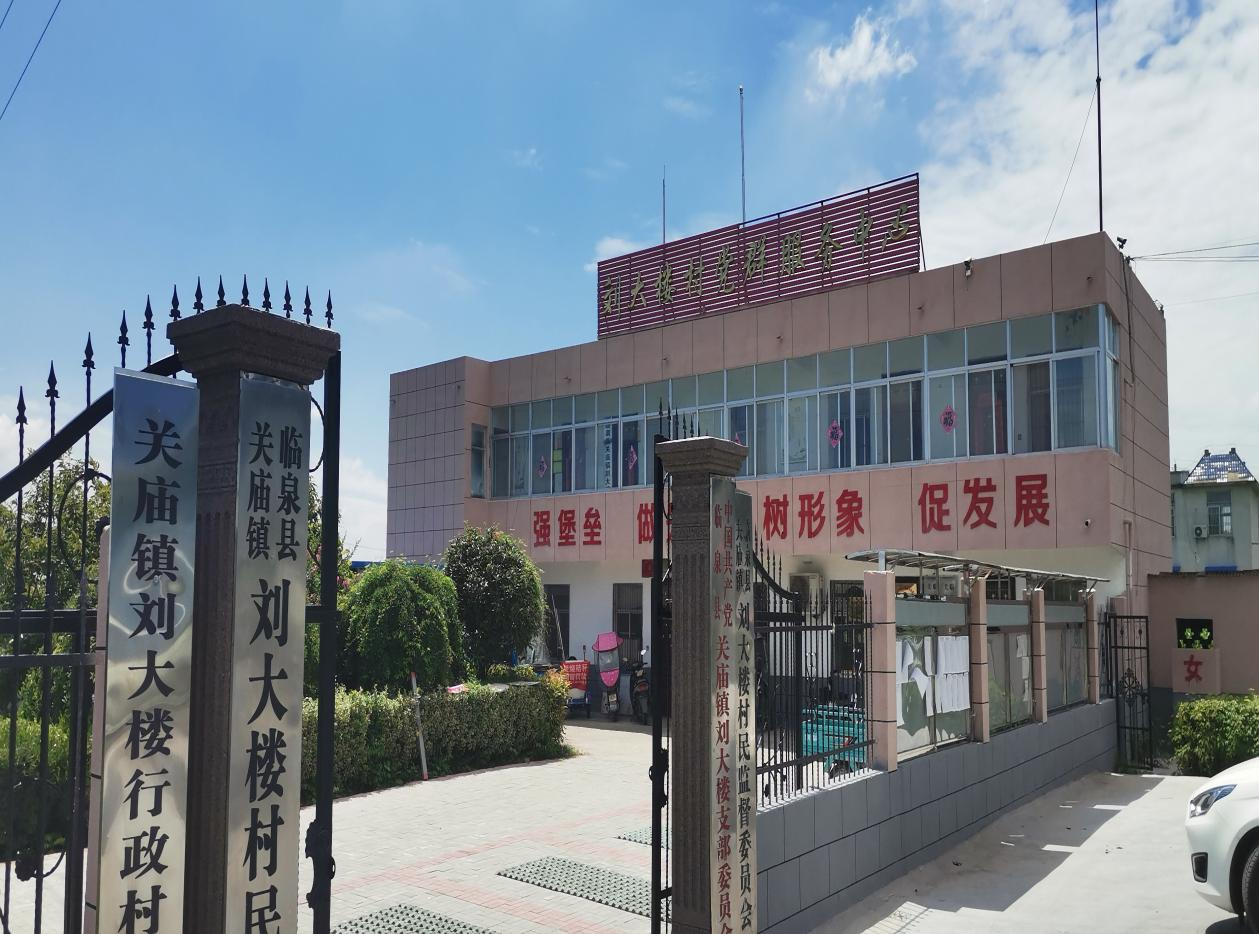 刘大楼村党群服务中心
强堡垒 做 树形象 促发展
关庙镇刘大楼行政村
临泉县
关庙镇
刘大楼村民
中国共产党
临泉县
关庙镇刘大楼支部委员会
泉县
关庙镇
刘大楼村民监督委员会
女